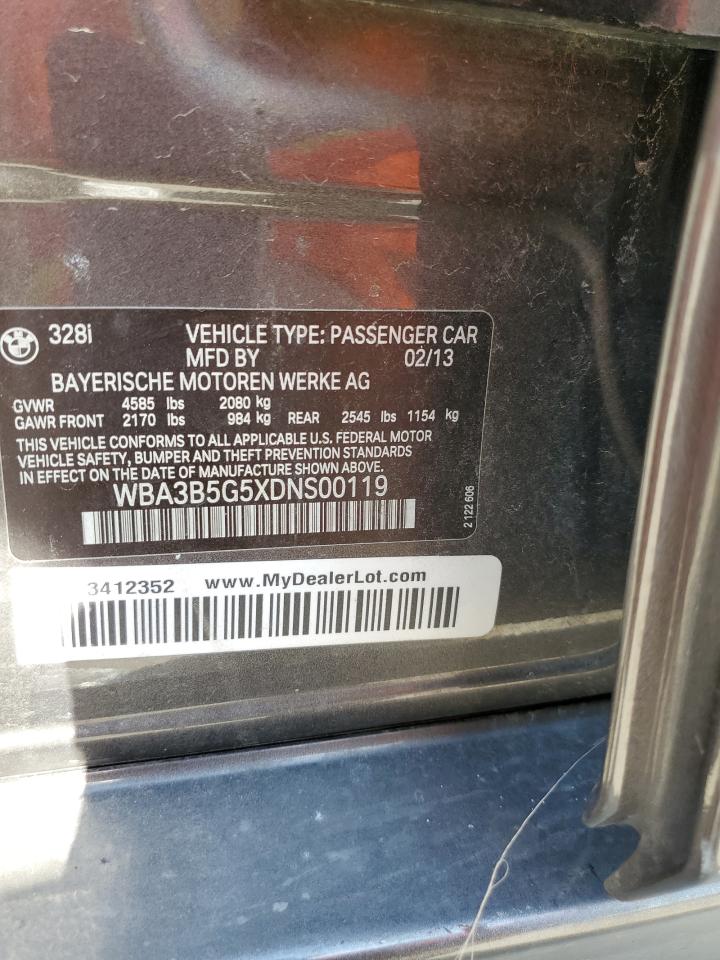 328i VEHICLE TYPE: PASSENGER CAR
MFD BY 02/13
BAYERISCHE MOTOREN WERKE AG
GVWR 4585 lbs 2080 kg
GAWR FRONT 2170 lbs 984 kg REAR 2545 lbs 1154 kg
THIS VEHICLE CONFORMS TO ALL APPLICABLE U.S. FEDERAL MOTOR
VEHICLE SAFETY, BUMPER AND THEFT PREVENTION STANDARDS
IN EFFECT ON THE DATE OF MANUFACTURE SHOWN ABOVE.
WBA3B5G5XDNS00119
2 122 606
3412352 www.MyDealerLot.com